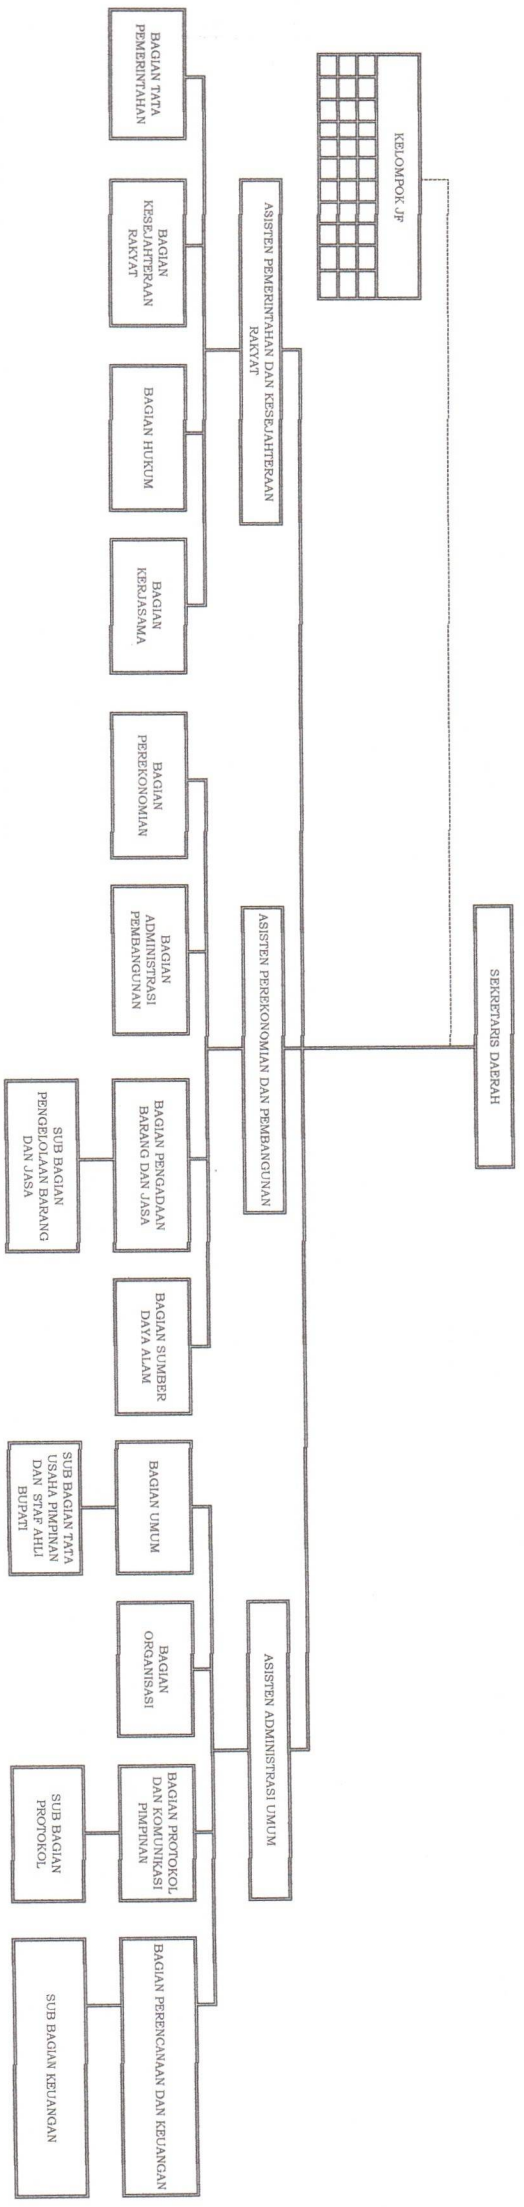 SEKRETARIS DAERAH
KELOMPOK JF
ASISTEN PEMERINTAHAN DAN KESEJAHTERAAN
RAKYAT
ASISTEN PEREKONOMIAN DAN PEMBANGUNAN
ASISTEN ADMINISTRASI UMUM
BAGIAN TATA
PEMERINTAHAN
BAGIAN
KESEJAHTERAAN
RAKYAT
BAGIAN HUKUM
BAGIAN
KERJASAMA
BAGIAN
PEREKONOMIAN
BAGIAN
ADMINISTRASI
PEMBANGUNAN
BAGIAN PENGADAAN
BARANG DAN JASA
BAGIAN SUMBER
DAYA ALAM
BAGIAN UMUM
BAGIAN
ORGANISASI
BAGIAN PROTOKOL
DAN KOMUNIKASI
PIMPINAN
BAGIAN PERENCANAAN DAN KEUANGAN
SUB BAGIAN
PENGELOLAAN BARANG
DAN JASA
SUB BAGIAN TATA
USAHA PIMPINAN
DAN STAF AHLI
BUPATI
SUB BAGIAN
PROTOKOL
SUB BAGIAN KEUANGAN